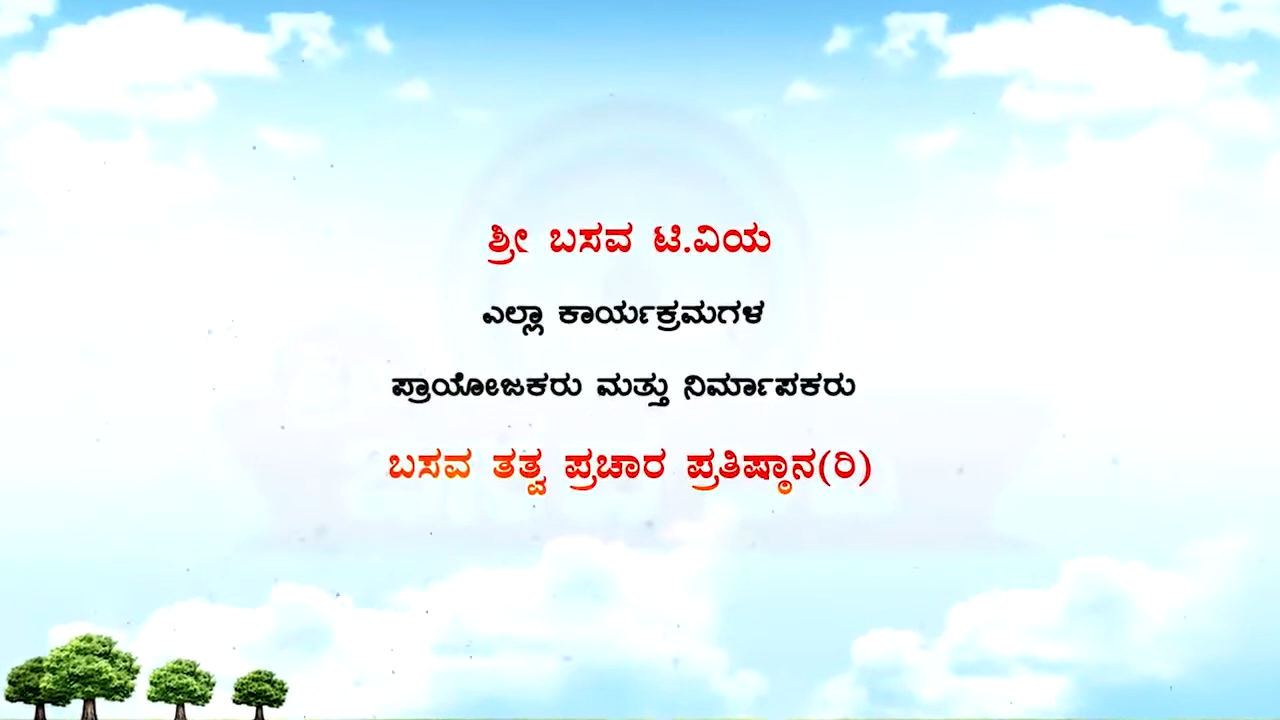 ಶ್ರೀ ಬಸವ ಟಿ.ವಿಯ
ಎಲ್ಲಾ ಕಾರ್ಯಕ್ರಮಗಳ
ಪ್ರಾಯೋಜಕರು ಮತ್ತು ನಿರ್ಮಾಪಕರು
ಬಸವ ತತ್ವ ಪ್ರಚಾರ ಪ್ರತಿಷ್ಠಾನ(ರಿ)